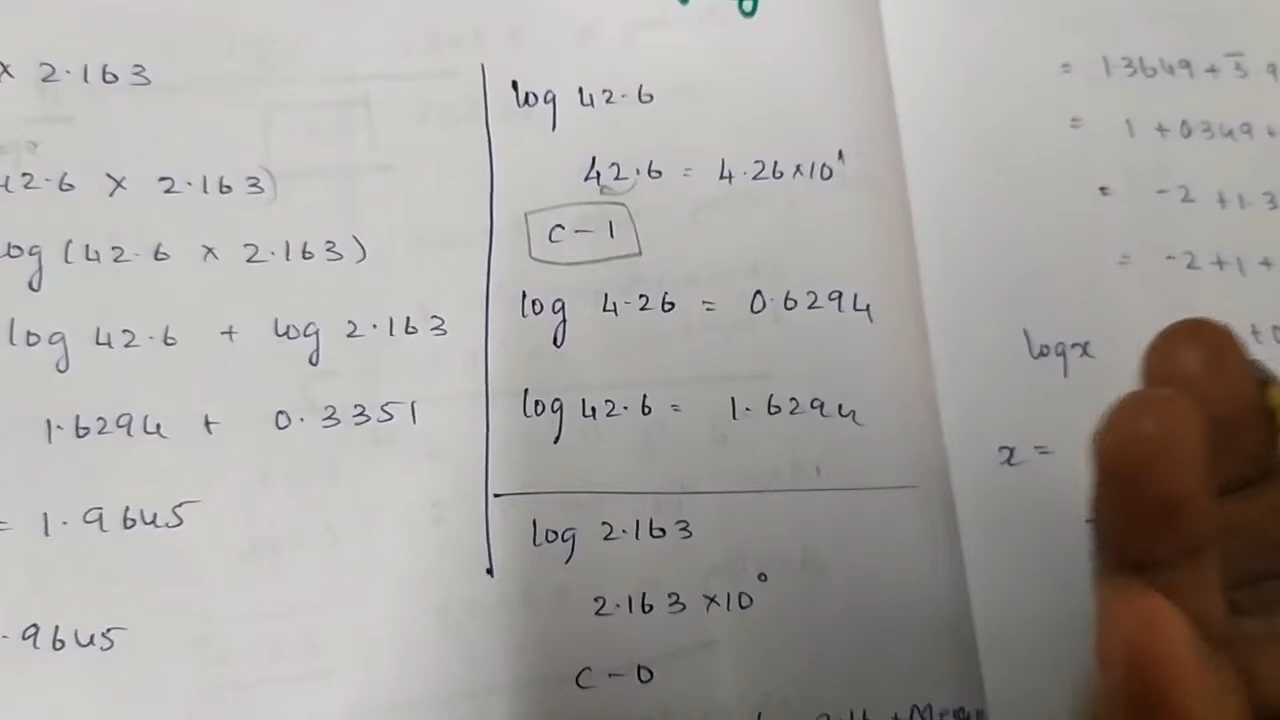 × 2.163
42.6 × 2.163)
log (42.6 × 2.163)
log 42.6 + log 2.163
1.6294 + 0.3351
= 1.9645
.9645
log 42.6
42.6 = 4.26×10¹
C-1
log 4.26 = 0.6294
log 42.6 = 1.6294
log 2.163
2.163 ×10⁰
C-0
= 1.3649 + 3̅.9
= 1 + 0.349
= -2 + 1.3
= -2+1+
log x
x =